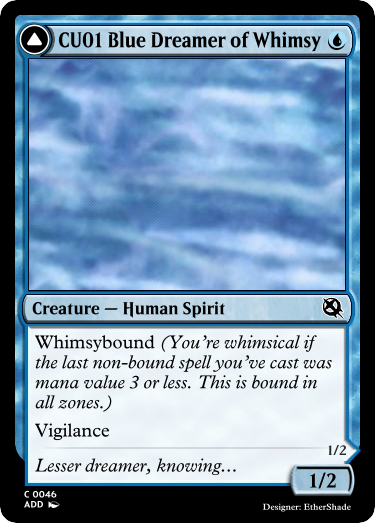 CU01 Blue Dreamer of Whimsy
Creature — Human Spirit
Whimsybound (You're whimsical if
the last non-bound spell you've cast was
mana value 3 or less. This is bound in
all zones.)
Vigilance
1/2
Lesser dreamer, knowing…
1/2
C 0046
ADD
Designer: EtherShade